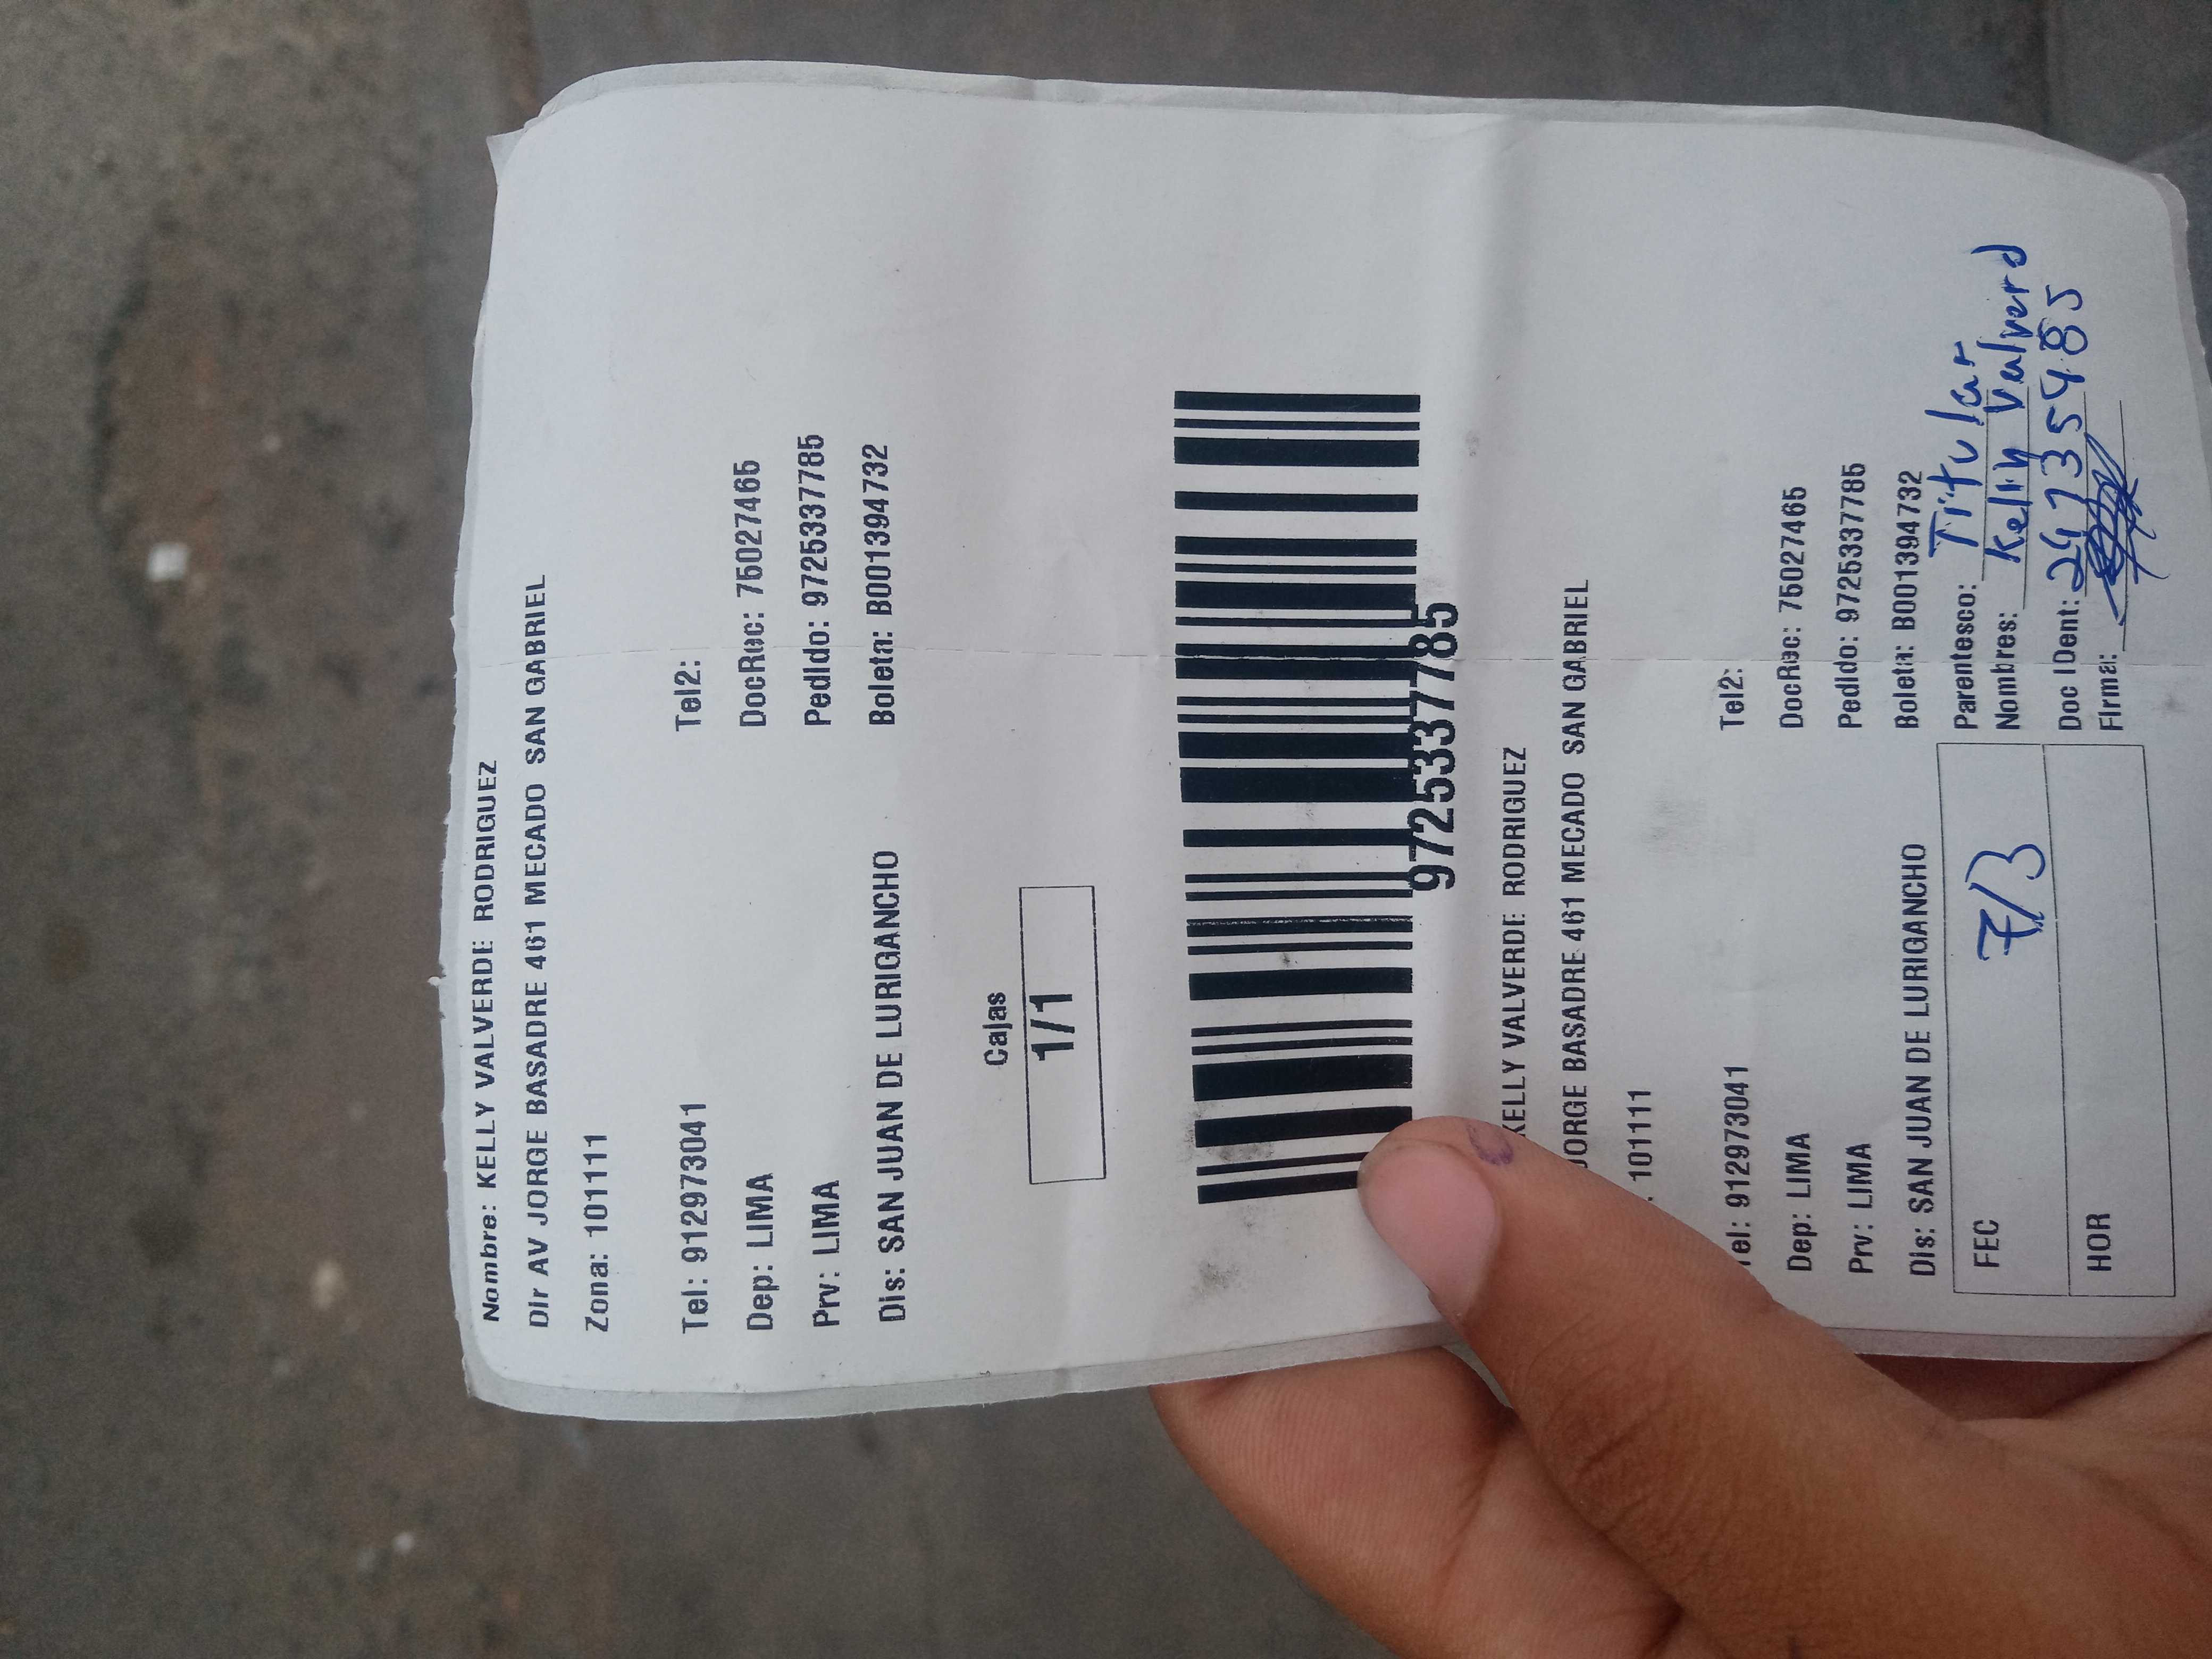 Nombre: KELLY VALVERDE RODRIGUEZ
Dir AV JORGE BASADRE 461 MECADO SAN GABRIEL
Zona: 101111
Tel: 912973041 Tel2:
Dep: LIMA DocRec: 75027465
Prv: LIMA Pedido: 9725337785
Dis: SAN JUAN DE LURIGANCHO Boleta: B001394732
Cajas
1/1
9725337785
KELLY VALVERDE RODRIGUEZ
JORGE BASADRE 461 MECADO SAN GABRIEL
101111
Tel: 912973041 Tel2:
Dep: LIMA DocRec: 75027465
Prv: LIMA Pedido: 9725337785
Dis: SAN JUAN DE LURIGANCHO Boleta: B001394732
FEC 7/3 Parentesco: Titular
Nombres: Kelly Valverd
HOR Doc IDent:
Firma: